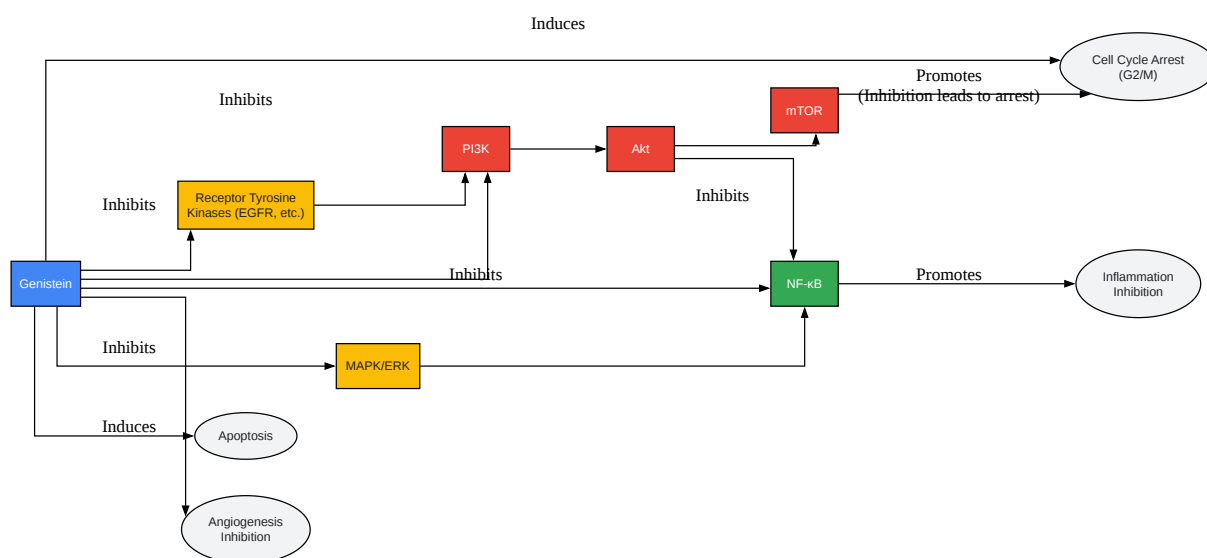 Induces
Cell Cycle Arrest
(G2/M)
Promotes
(Inhibition leads to arrest)
Inhibits
mTOR
PI3K
Akt
Receptor Tyrosine
Kinases (EGFR, etc.)
Inhibits
Inhibits
Genistein
Inhibits
NF-κB
Promotes
Inflammation
Inhibition
Inhibits
MAPK/ERK
Induces
Apoptosis
Angiogenesis
Inhibition